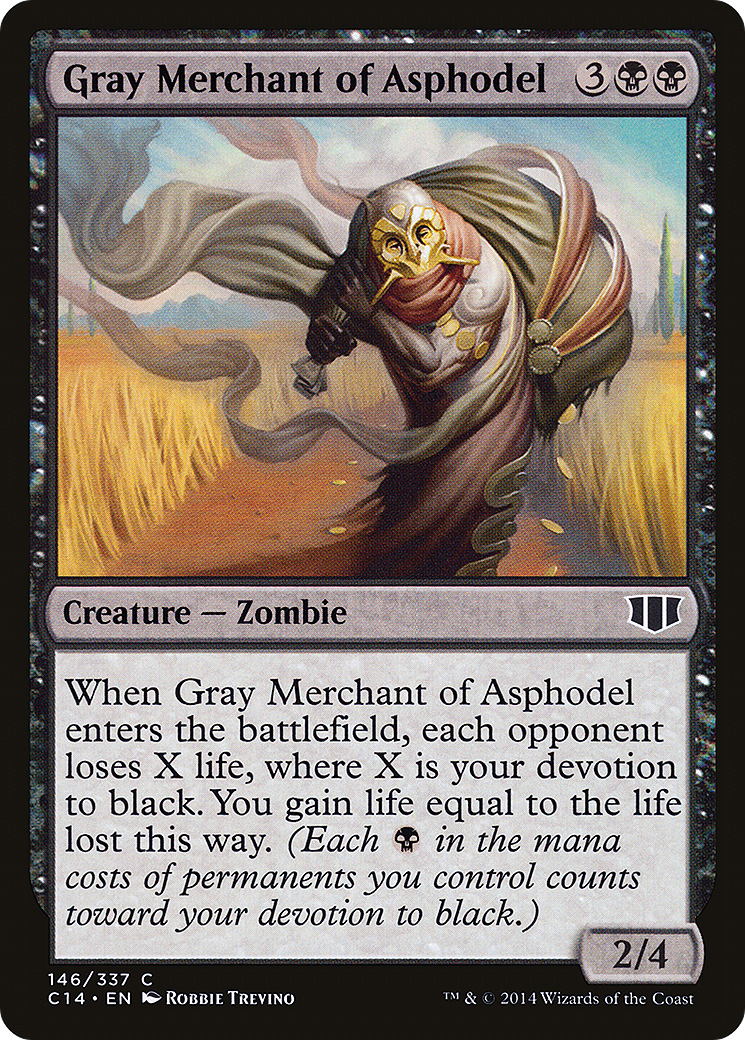 Gray Merchant of Asphodel 3
Creature — Zombie
When Gray Merchant of Asphodel
enters the battlefield, each opponent
loses X life, where X is your devotion
to black. You gain life equal to the life
lost this way. (Each in the mana
costs of permanents you control counts
toward your devotion to black.)
2/4
146/337 C
C14 • EN Robbie Trevino
™ & © 2014 Wizards of the Coast